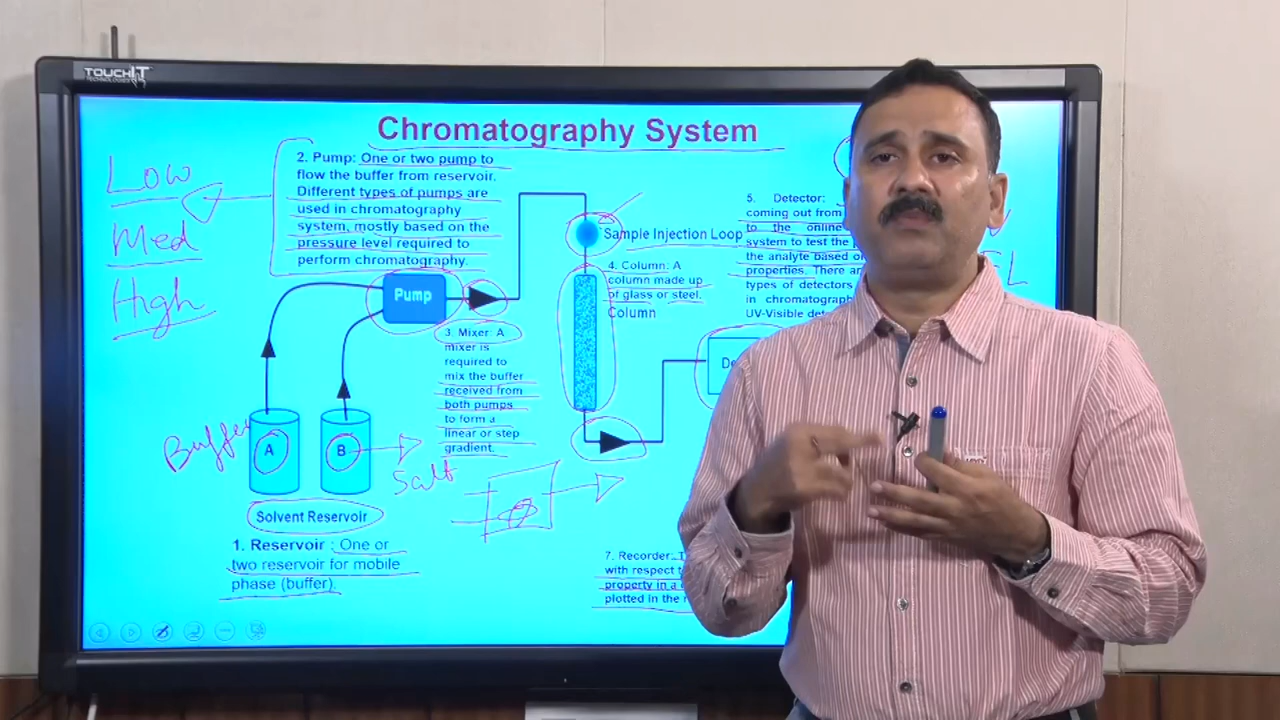 TOUCHIT
TECHNOLOGIES
Chromatography System
Low
Med
High
2. Pump: One or two pump to
flow the buffer from reservoir.
Different types of pumps are
used in chromatography
system, mostly based on the
pressure level required to
perform chromatography.
Pump
Sample Injection Loop
4. Column: A
column made up
of glass or steel.
Column
5. Detector:
coming out from
to the online
system to test the
the analyte based o
properties. There a
types of detectors
in chromatograph
UV-Visible det
De
3. Mixer: A
mixer is
required to
mix the buffer
received from
both pumps
to form a
linear or step
gradient.
Buffer
A
B
Salt
Solvent Reservoir
1. Reservoir : One or
two reservoir for mobile
phase (buffer).
7. Recorder: T
with respect t
property in a
plotted in the